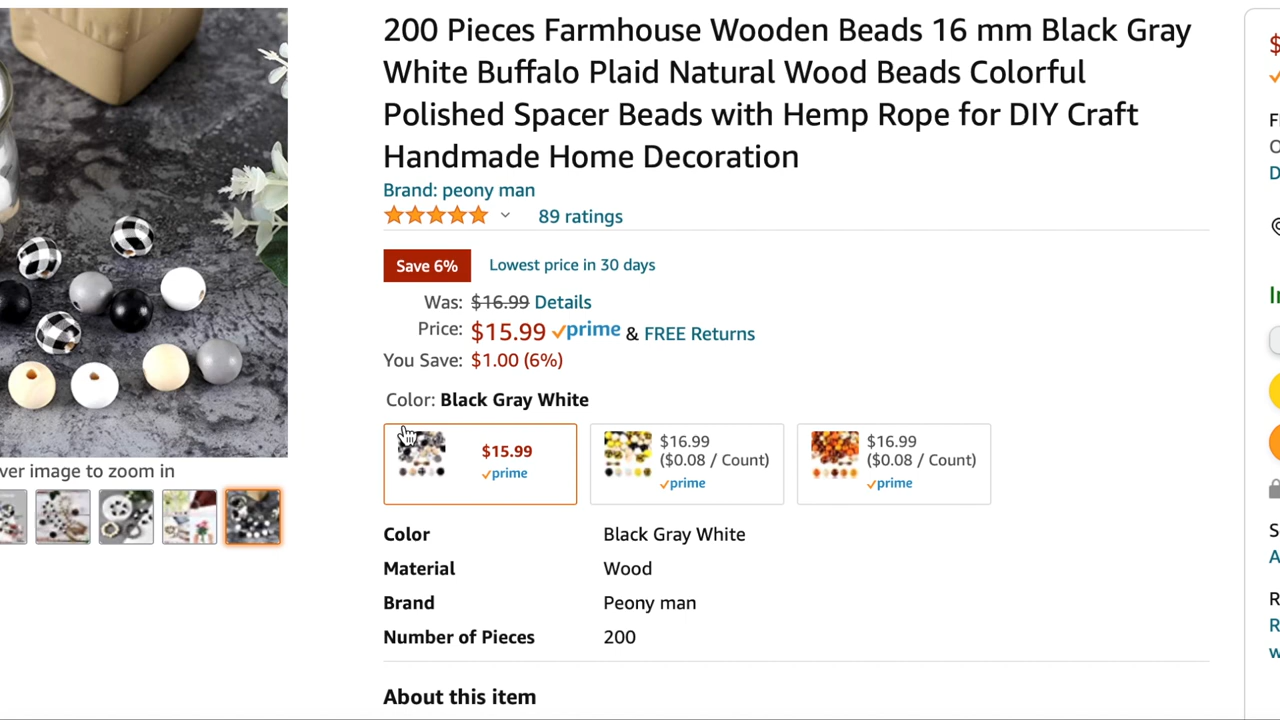 200 Pieces Farmhouse Wooden Beads 16 mm Black Gray
White Buffalo Plaid Natural Wood Beads Colorful
Polished Spacer Beads with Hemp Rope for DIY Craft
Handmade Home Decoration
Brand: peony man
89 ratings
Save 6% Lowest price in 30 days
Was: $16.99 Details
Price: $15.99 prime & FREE Returns
You Save: $1.00 (6%)
Color: Black Gray White
$15.99
prime
$16.99
($0.08 / Count)
prime
$16.99
($0.08 / Count)
prime
ver image to zoom in
Color Black Gray White
Material Wood
Brand Peony man
Number of Pieces 200
About this item
$